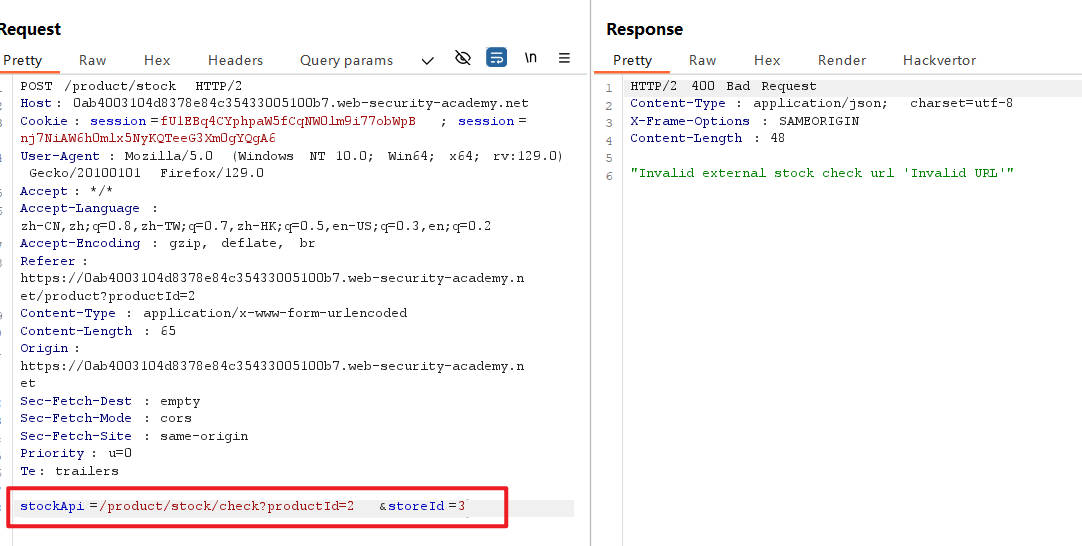 Request
Pretty Raw Hex Headers Query params \n
POST /product/stock HTTP/2
Host : 0ab4003104d8378e84c35433005100b7.web-security-academy.net
Cookie : session =fU1EBq4CYphpaW5fCqNW0lm9i77obWpB ; session =
nj7NiAW6h0mlx5NyKQTeeG3Xm0gYQgA6
User-Agent : Mozilla/5.0 (Windows NT 10.0; Win64; x64; rv:129.0)
Gecko/20100101 Firefox/129.0
Accept : */*
Accept-Language :
zh-CN,zh;q=0.8,zh-TW;q=0.7,zh-HK;q=0.5,en-US;q=0.3,en;q=0.2
Accept-Encoding : gzip, deflate, br
Referer :
https://0ab4003104d8378e84c35433005100b7.web-security-academy.n
et/product?productId=2
Content-Type : application/x-www-form-urlencoded
Content-Length : 65
Origin :
https://0ab4003104d8378e84c35433005100b7.web-security-academy.n
et
Sec-Fetch-Dest : empty
Sec-Fetch-Mode : cors
Sec-Fetch-Site : same-origin
Priority : u=0
Te : trailers
stockApi =/product/stock/check?productId=2 &storeId =3
Response
Pretty Raw Hex Render Hackvertor
1 HTTP/2 400 Bad Request
2 Content-Type : application/json; charset=utf-8
3 X-Frame-Options : SAMEORIGIN
4 Content-Length : 48
5
6 "Invalid external stock check url 'Invalid URL'"